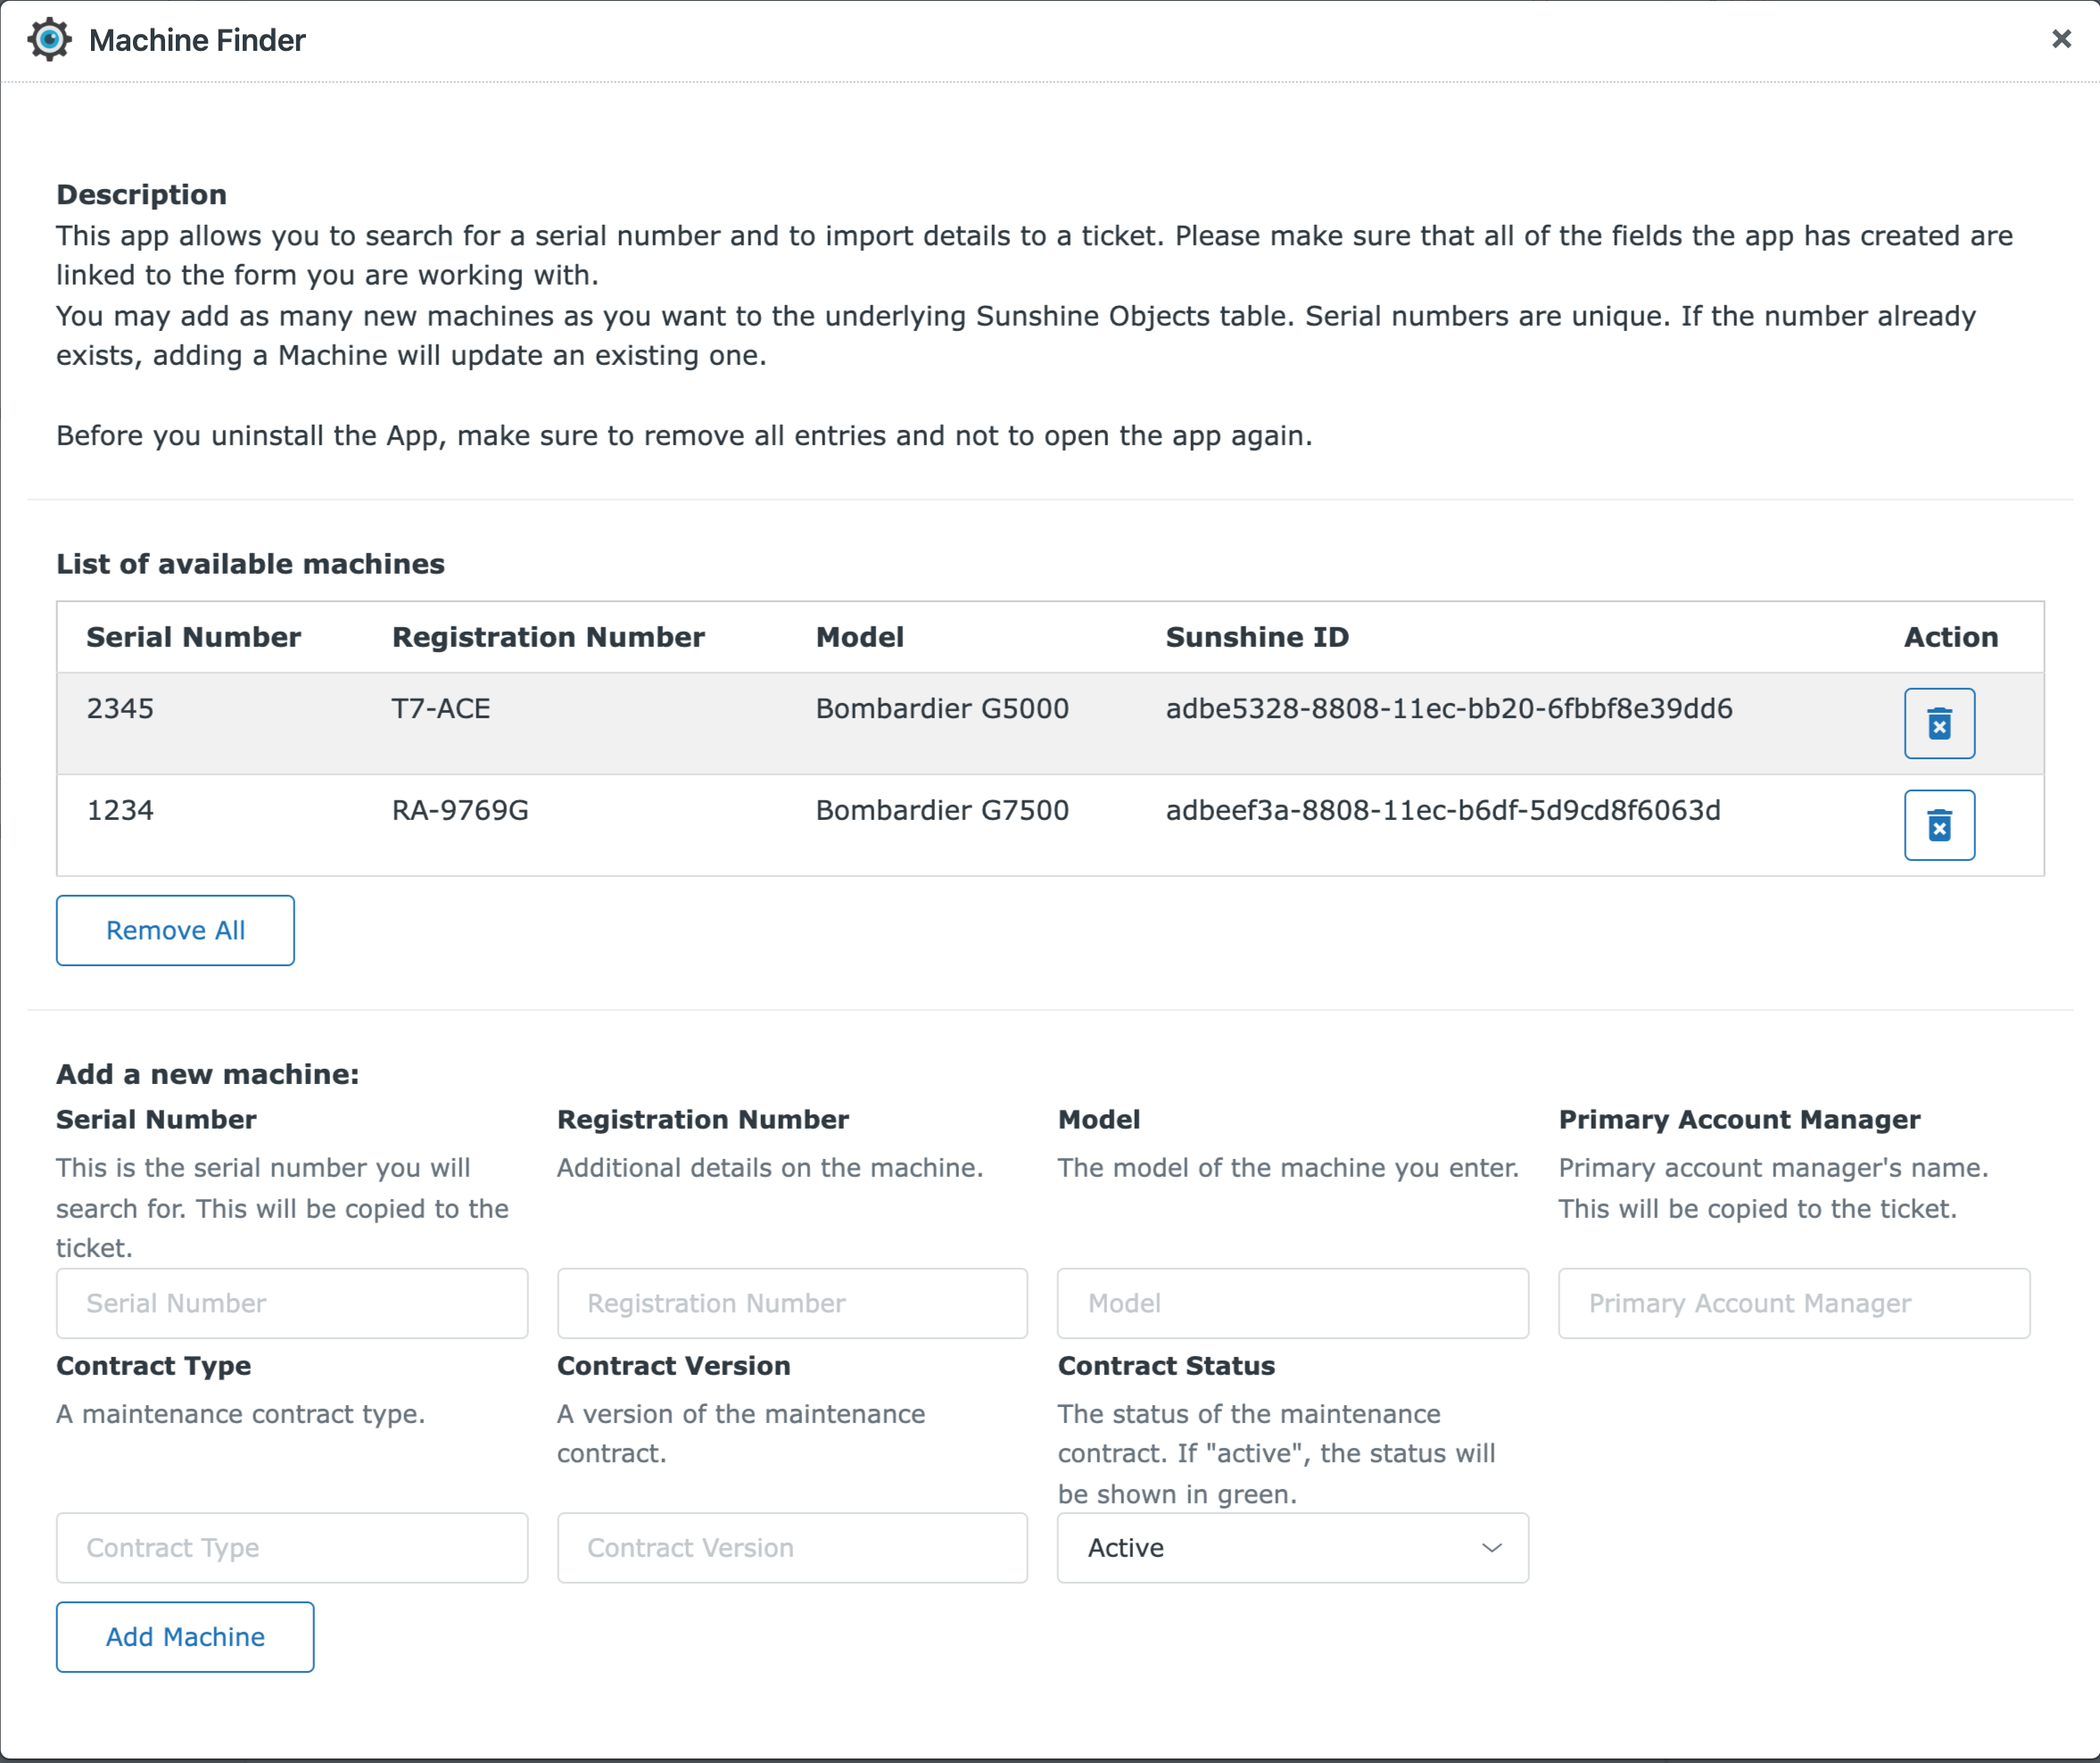 Machine Finder
Description
This app allows you to search for a serial number and to import details to a ticket. Please make sure that all of the fields the app has created are
linked to the form you are working with.
You may add as many new machines as you want to the underlying Sunshine Objects table. Serial numbers are unique. If the number already
exists, adding a Machine will update an existing one.
Before you uninstall the App, make sure to remove all entries and not to open the app again.
List of available machines
Serial Number Registration Number Model Sunshine ID Action
2345 T7-ACE Bombardier G5000 adbe5328-8808-11ec-bb20-6fbbf8e39dd6
1234 RA-9769G Bombardier G7500 adbeef3a-8808-11ec-b6df-5d9cd8f6063d
Remove All
Add a new machine:
Serial Number
This is the serial number you will
search for. This will be copied to the
ticket.
Serial Number
Registration Number
Additional details on the machine.
Registration Number
Model
The model of the machine you enter.
Model
Primary Account Manager
Primary account manager's name.
This will be copied to the ticket.
Primary Account Manager
Contract Type
A maintenance contract type.
Contract Type
Contract Version
A version of the maintenance
contract.
Contract Version
Contract Status
The status of the maintenance
contract. If "active", the status will
be shown in green.
Active
Add Machine